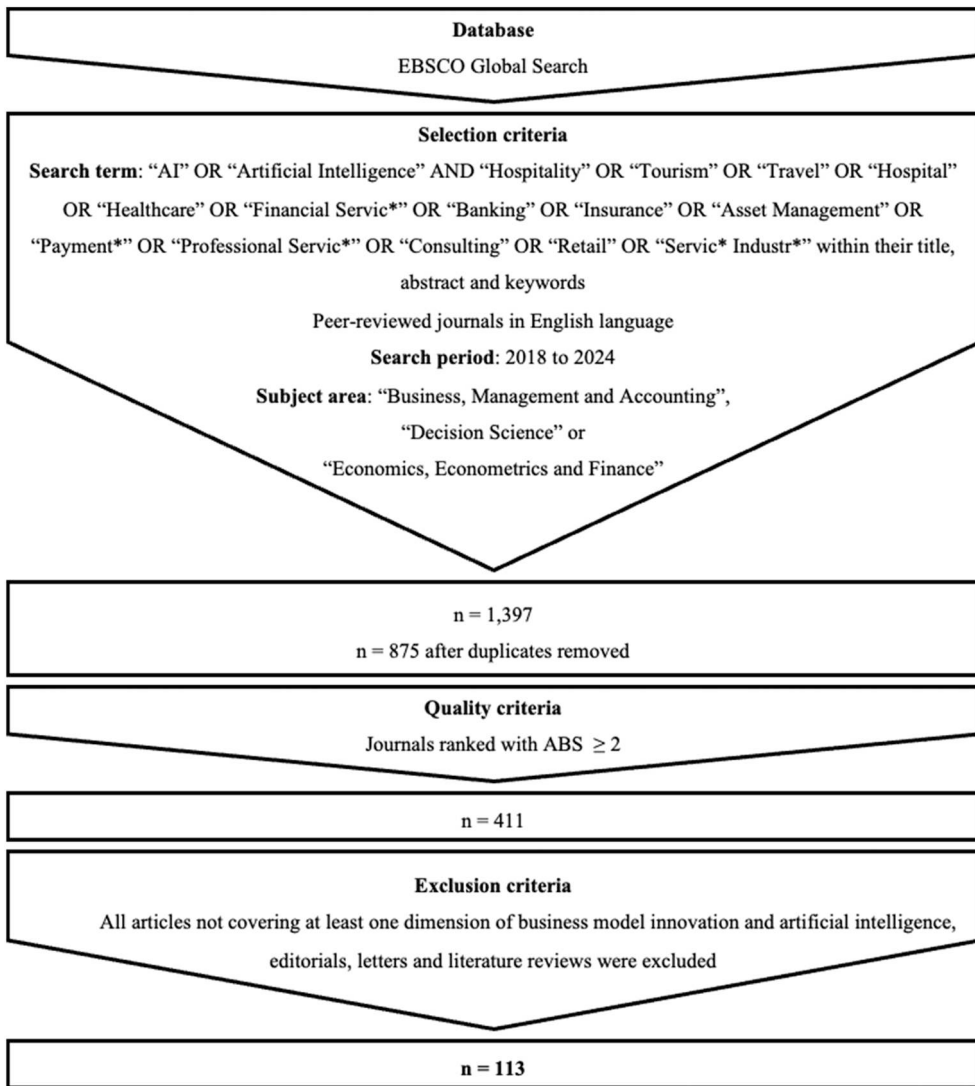 Database
EBSCO Global Search
Selection criteria
Search term: “AI” OR “Artificial Intelligence” AND “Hospitality” OR “Tourism” OR “Travel” OR “Hospital”
OR “Healthcare” OR “Financial Servic*” OR “Banking” OR “Insurance” OR “Asset Management” OR
“Payment*” OR “Professional Servic*” OR “Consulting” OR “Retail” OR “Servic* Industr*” within their title,
abstract and keywords
Peer-reviewed journals in English language
Search period: 2018 to 2024
Subject area: “Business, Management and Accounting”,
“Decision Science” or
“Economics, Econometrics and Finance”
n = 1,397
n = 875 after duplicates removed
Quality criteria
Journals ranked with ABS ≥ 2
n = 411
Exclusion criteria
All articles not covering at least one dimension of business model innovation and artificial intelligence,
editorials, letters and literature reviews were excluded
n = 113